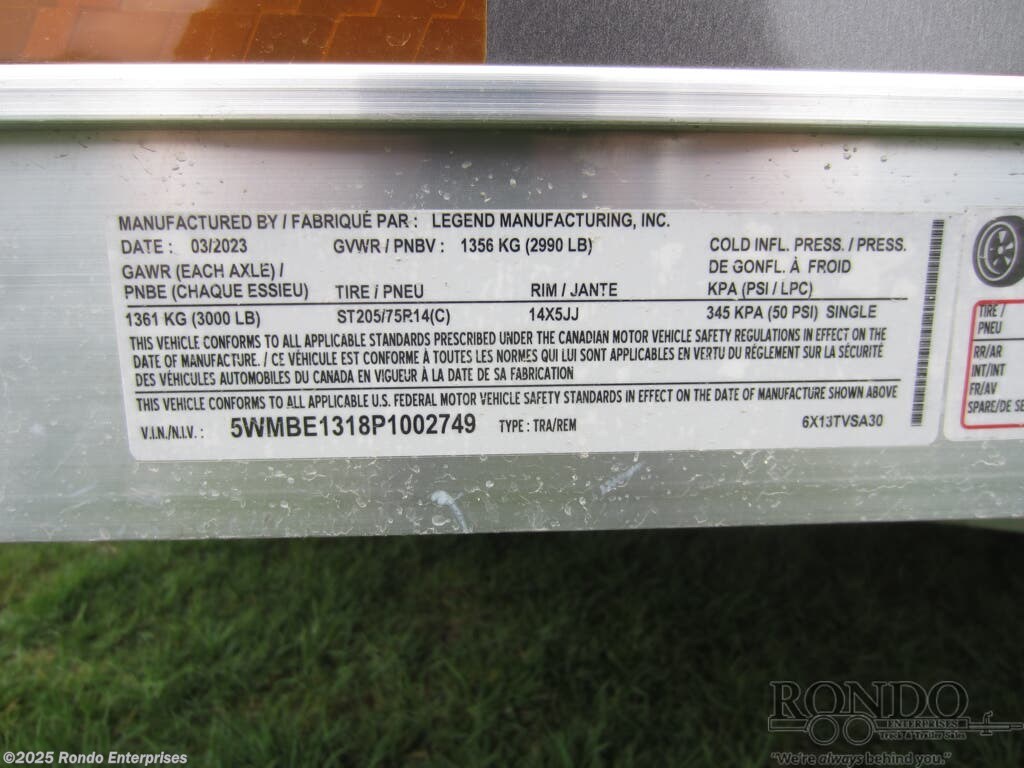 MANUFACTURED BY / FABRIQUÉ PAR : LEGEND MANUFACTURING, INC.
DATE : 03/2023 GVWR / PNBV : 1356 KG (2990 LB) COLD INFL. PRESS. / PRESS.
GAWR (EACH AXLE) / DE GONFL. À FROID
PNBE (CHAQUE ESSIEU) TIRE / PNEU RIM / JANTE KPA (PSI / LPC)
1361 KG (3000 LB) ST205/75R14(C) 14X5JJ 345 KPA (50 PSI) SINGLE
THIS VEHICLE CONFORMS TO ALL APPLICABLE STANDARDS PRESCRIBED UNDER THE CANADIAN MOTOR VEHICLE SAFETY REGULATIONS IN EFFECT ON THE
DATE OF MANUFACTURE. / CE VÉHICULE EST CONFORME À TOUTES LES NORMES QUI LUI SONT APPLICABLES EN VERTU DU RÉGLEMENT SUR LA SÉCURITÉ
DES VÉHICULES AUTOMOBILES DU CANADA EN VIGUEUR À LA DATE DE SA FABRICATION
THIS VEHICLE CONFORMS TO ALL APPLICABLE U.S. FEDERAL MOTOR VEHICLE SAFETY STANDARDS IN EFFECT ON THE DATE OF MANUFACTURE SHOWN ABOVE
V.I.N./N.I.V. : 5WMBE1318P1002749 TYPE : TRA/REM 6X13TVSA30
TIRE /
PNEU
RR/AR
INT/INT
FR/AV
SPARE/DE
RONDO
ENTERPRISES
Truck & Trailer Sales
"We're always behind you."
©2025 Rondo Enterprises